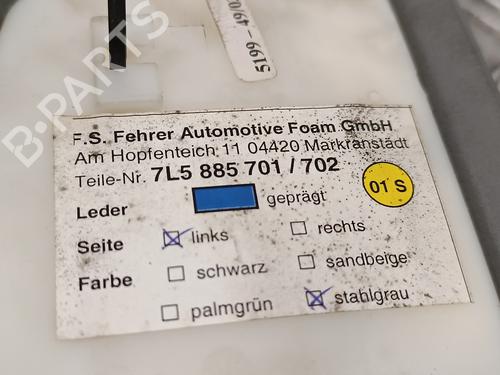 B-PARTS
5199 - 49/0
F.S. Fehrer Automotive Foam GmbH
Am Hopfenteich 11 04420 Markranstädt
Teile-Nr. 7L5 885 701 / 702
01 S
Leder geprägt
Seite links rechts
Farbe schwarz sandbeige
palmgrün stahlgrau